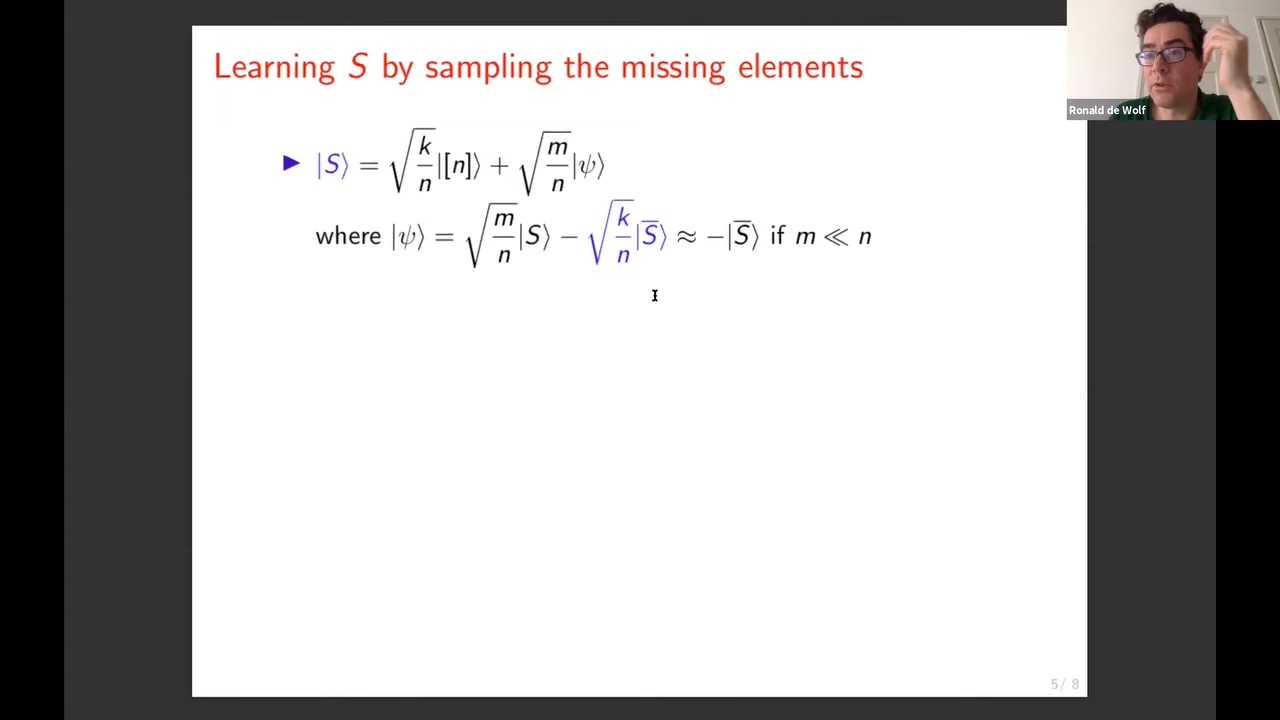 Learning S by sampling the missing elements
Ronald de Wolf
▶ |S⟩ = √(k/n)|[n]⟩ + √(m/n)|ψ⟩
where |ψ⟩ = √(m/n)|S⟩ − √(k/n)|S̅⟩ ≈ −|S̅⟩ if m ≪ n
5/ 8